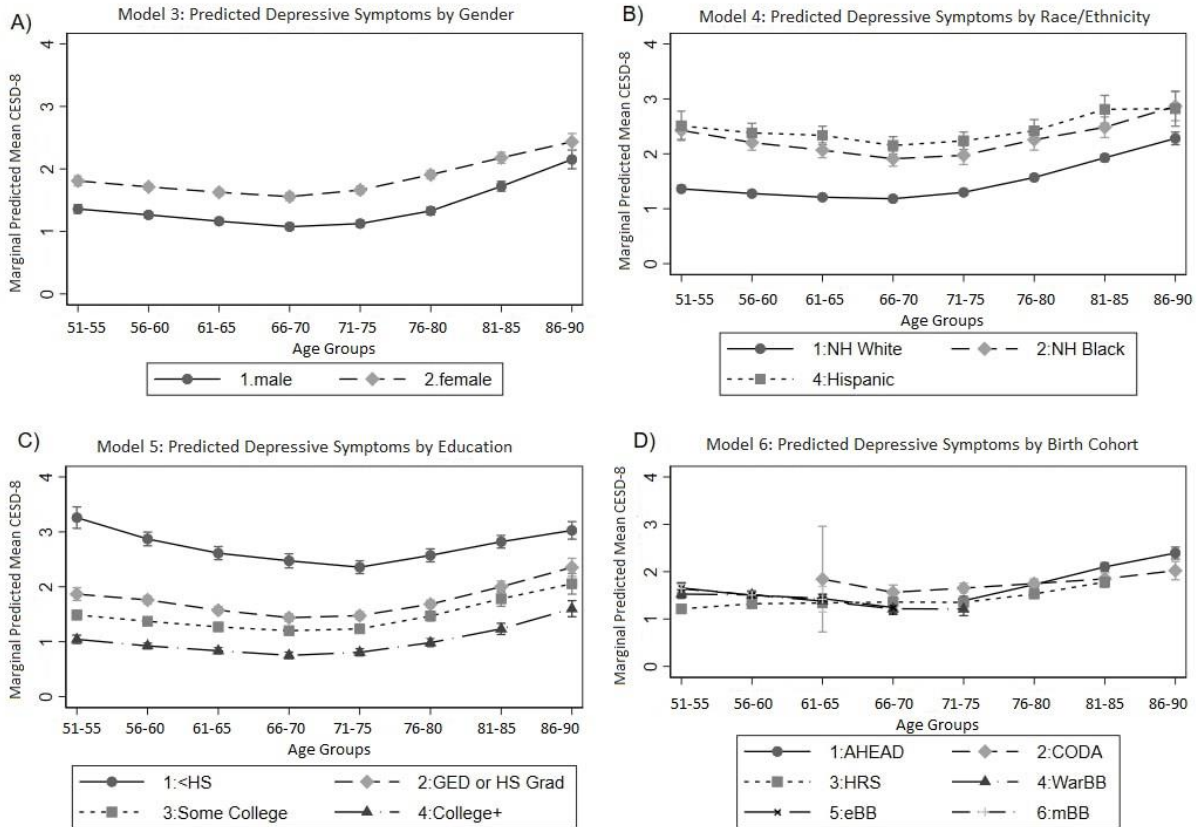 A)
Model 3: Predicted Depressive Symptoms by Gender
Marginal Predicted Mean CESD-8
4
3
2
1
0
51-55 56-60 61-65 66-70 71-75 76-80 81-85 86-90
Age Groups
1.male 2.female
B)
Model 4: Predicted Depressive Symptoms by Race/Ethnicity
Marginal Predicted Mean CESD-8
4
3
2
1
0
51-55 56-60 61-65 66-70 71-75 76-80 81-85 86-90
Age Groups
1:NH White 2:NH Black
4:Hispanic
C)
Model 5: Predicted Depressive Symptoms by Education
Marginal Predicted Mean CESD-8
4
3
2
1
0
51-55 56-60 61-65 66-70 71-75 76-80 81-85 86-90
Age Groups
1:<HS 2:GED or HS Grad
3:Some College 4:College+
D)
Model 6: Predicted Depressive Symptoms by Birth Cohort
Marginal Predicted Mean CESD-8
4
3
2
1
0
51-55 56-60 61-65 66-70 71-75 76-80 81-85 86-90
Age Groups
1:AHEAD 2:CODA
3:HRS 4:WarBB
5:eBB 6:mBB